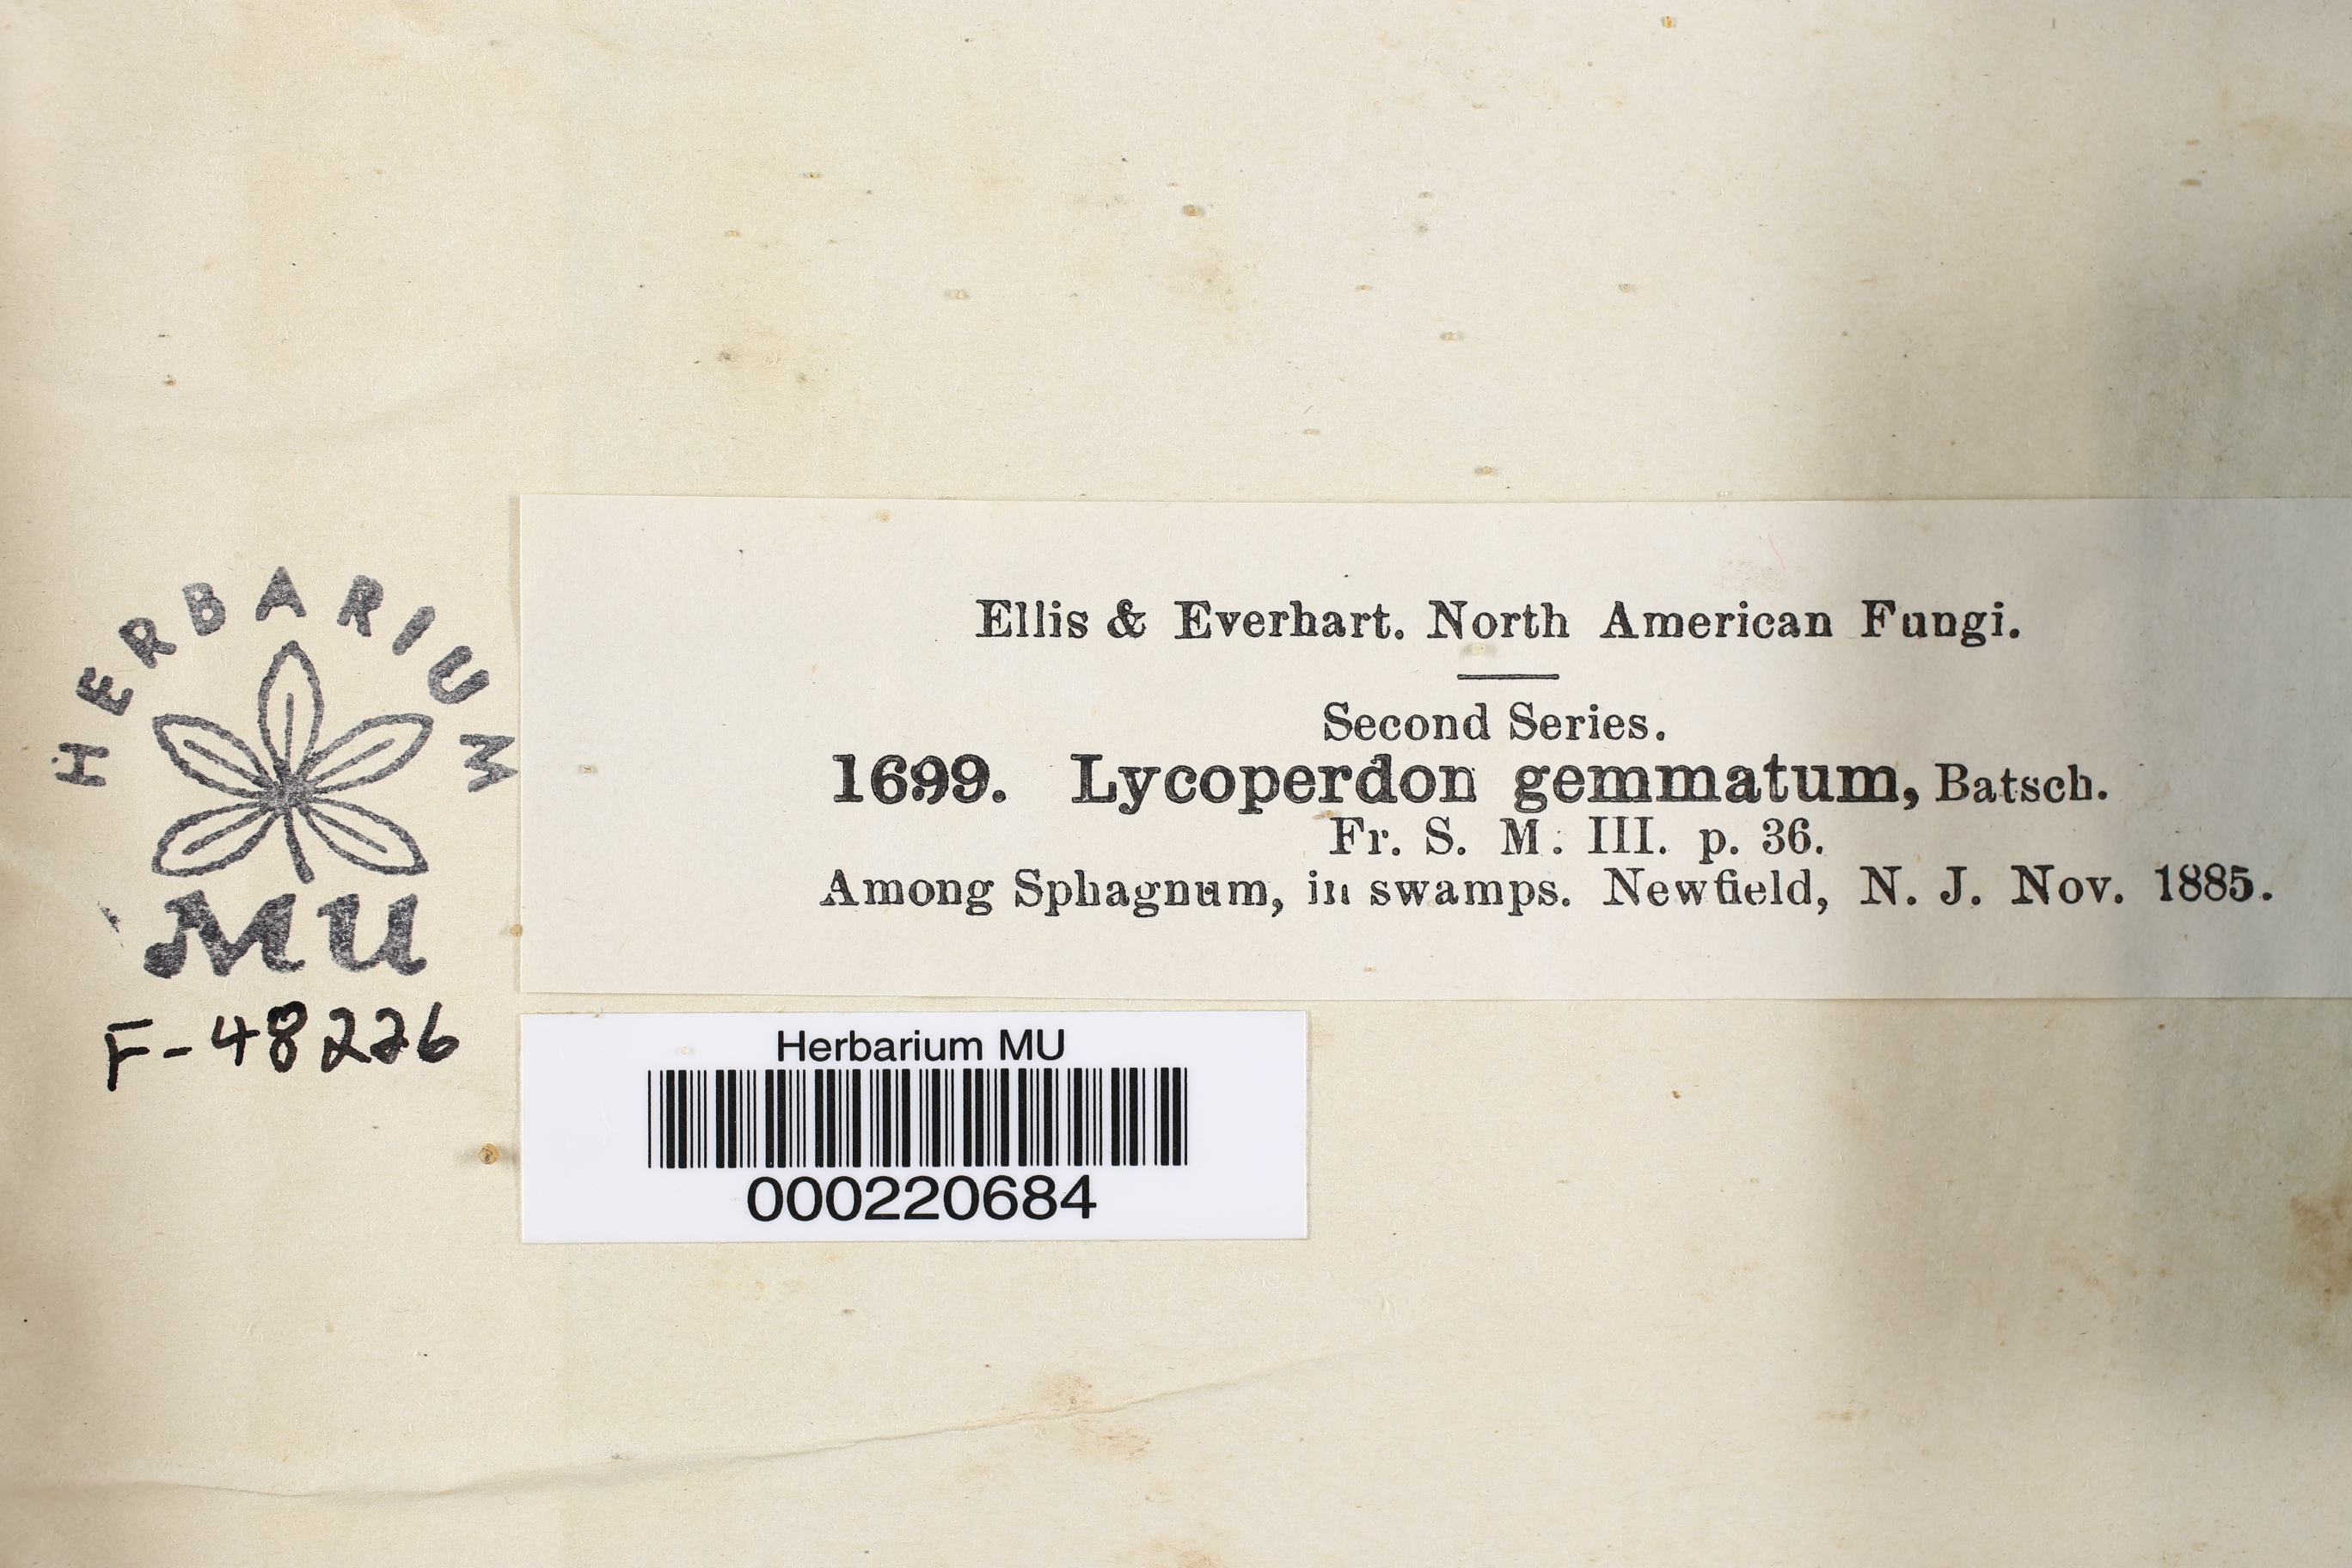 Ellis & Everhart. North American Fungi.
Second Series.
1699. Lycoperdon gemmatum, Batsch.
Fr. S. M. III. p. 36.
Among Sphagnum, in swamps. Newfield, N. J. Nov. 1885.
HERBARIUM
MU
F-48226
Herbarium MU
000220684